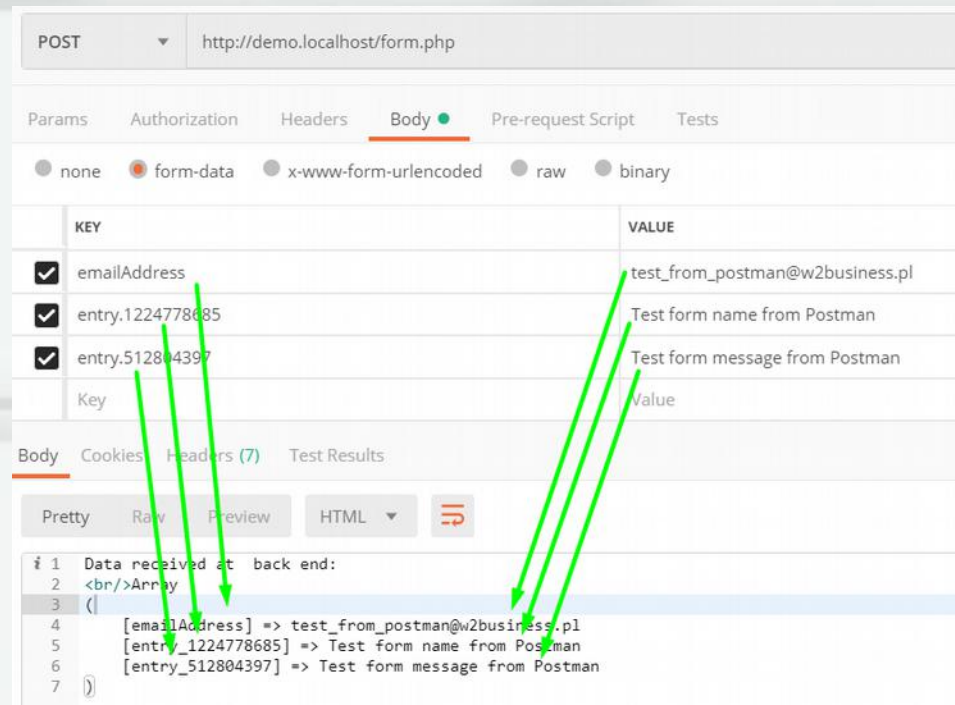 POST http://demo.localhost/form.php
Params Authorization Headers Body Pre-request Script Tests
none form-data x-www-form-urlencoded raw binary
KEY VALUE
emailAddress test_from_postman@w2business.pl
entry.1224778685 Test form name from Postman
entry.512804397 Test form message from Postman
Key Value
Body Cookies Headers (7) Test Results
Pretty Raw Preview HTML
i 1 Data received at back end:
2 <br/>Array
3 (
4 [emailAddress] => test_from_postman@w2business.pl
5 [entry_1224778685] => Test form name from Postman
6 [entry_512804397] => Test form message from Postman
7 )